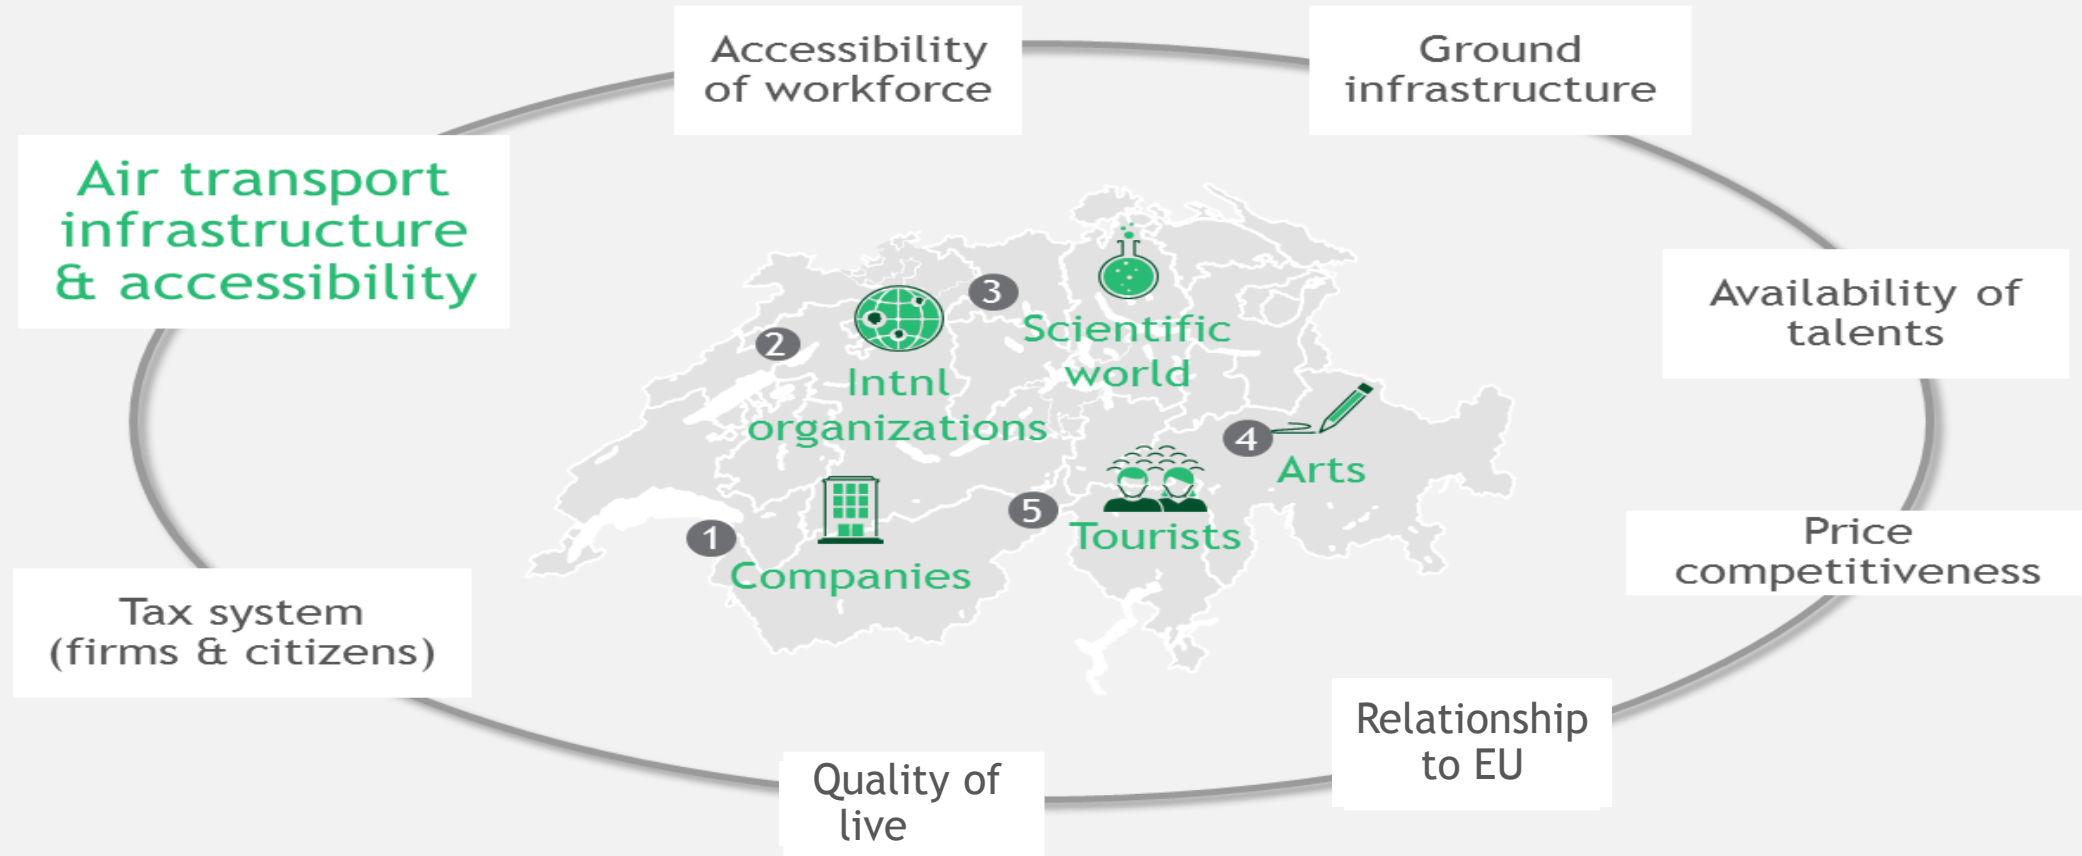 Accessibility
of workforce
Ground
infrastructure
Air transport
infrastructure
& accessibility
Availability of
talents
3
Scientific
world
2
Intnl
organizations
4
Arts
5
Tourists
1
Companies
Price
competitiveness
Tax system
(firms & citizens)
Relationship
to EU
Quality of
live